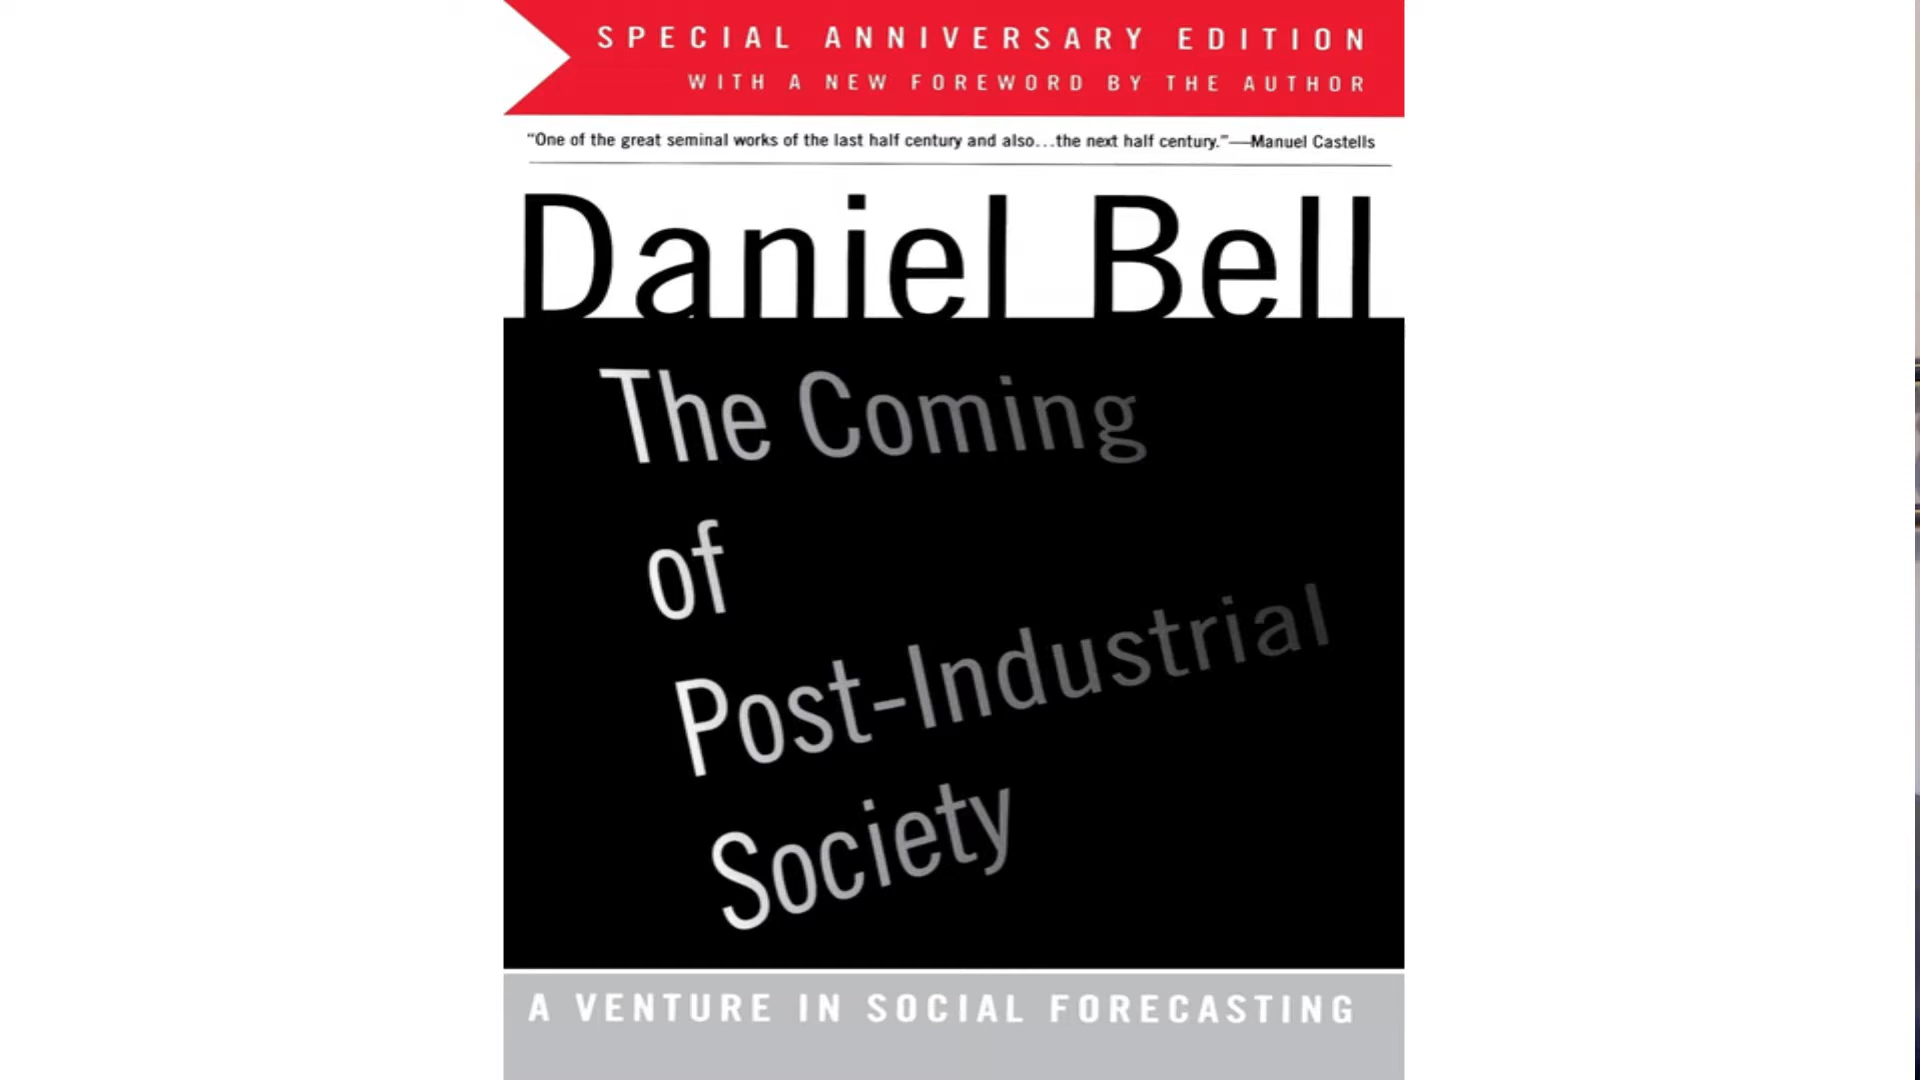 SPECIAL ANNIVERSARY EDITION
WITH A NEW FOREWORD BY THE AUTHOR
"One of the great seminal works of the last half century and also...the next half century."—Manuel Castells
Daniel Bell
The Coming
of
Post-Industrial
Society
A VENTURE IN SOCIAL FORECASTING